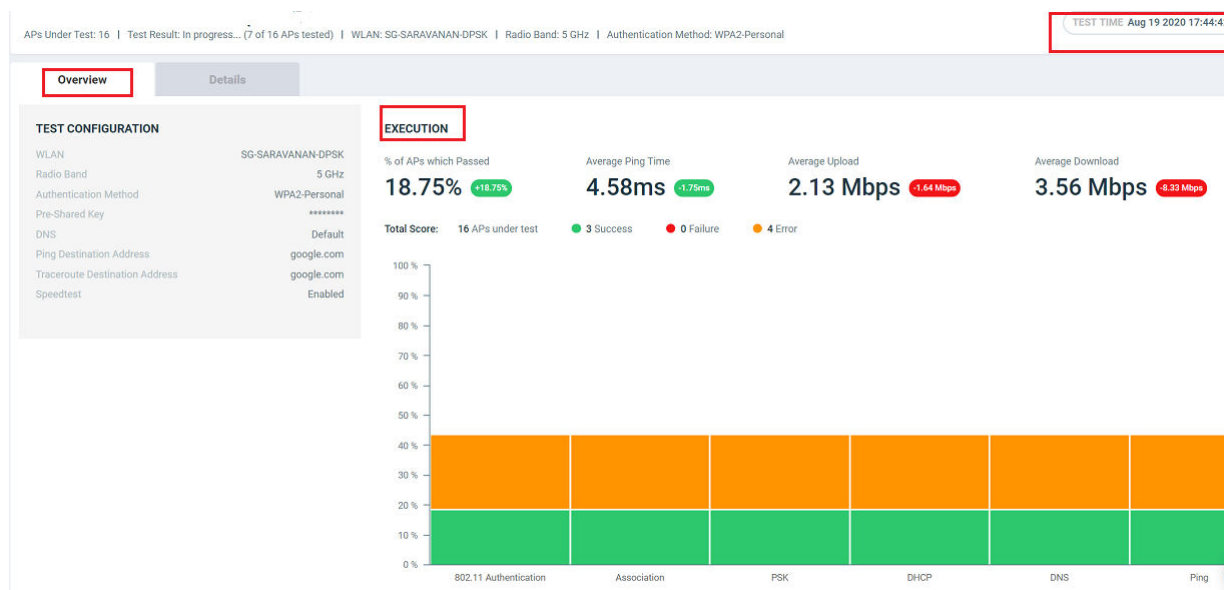 TEST TIME Aug 19 2020 17:44:4
APs Under Test: 16 | Test Result: In progress... (7 of 16 APs tested) | WLAN: SG-SARAVANAN-DPSK | Radio Band: 5 GHz | Authentication Method: WPA2-Personal
Overview Details
TEST CONFIGURATION
WLAN SG-SARAVANAN-DPSK
Radio Band 5 GHz
Authentication Method WPA2-Personal
Pre-Shared Key ********
DNS Default
Ping Destination Address google.com
Traceroute Destination Address google.com
Speedtest Enabled
EXECUTION
% of APs which Passed Average Ping Time Average Upload Average Download
18.75% +18.75% 4.58ms -1.75ms 2.13 Mbps -1.64 Mbps 3.56 Mbps -8.33 Mbps
Total Score: 16 APs under test 3 Success 0 Failure 4 Error
100 %
90 %
80 %
70 %
60 %
50 %
40 %
30 %
20 %
10 %
0 %
802.11 Authentication Association PSK DHCP DNS Ping